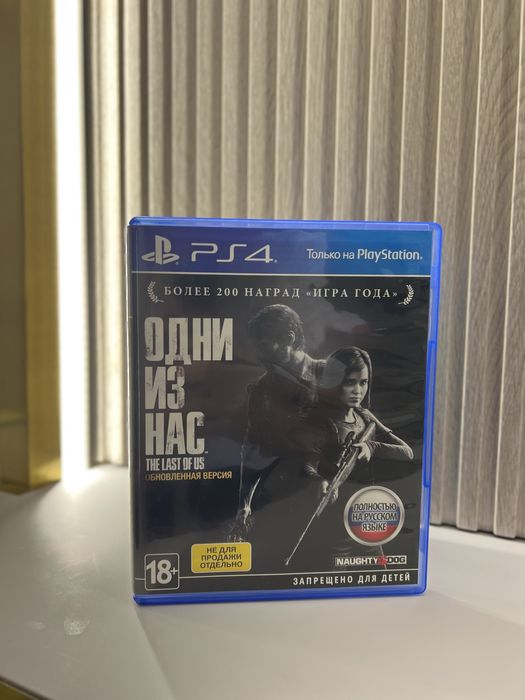 PS4 Только на PlayStation.
БОЛЕЕ 200 НАГРАД «ИГРА ГОДА»
ОДНИ
ИЗ
НАС
THE LAST OF US
ОБНОВЛЕННАЯ ВЕРСИЯ
ПОЛНОСТЬЮ
НА РУССКОМ
ЯЗЫКЕ
НЕ ДЛЯ
ПРОДАЖИ
ОТДЕЛЬНО
18+
NAUGHTY DOG
ЗАПРЕЩЕНО ДЛЯ ДЕТЕЙ